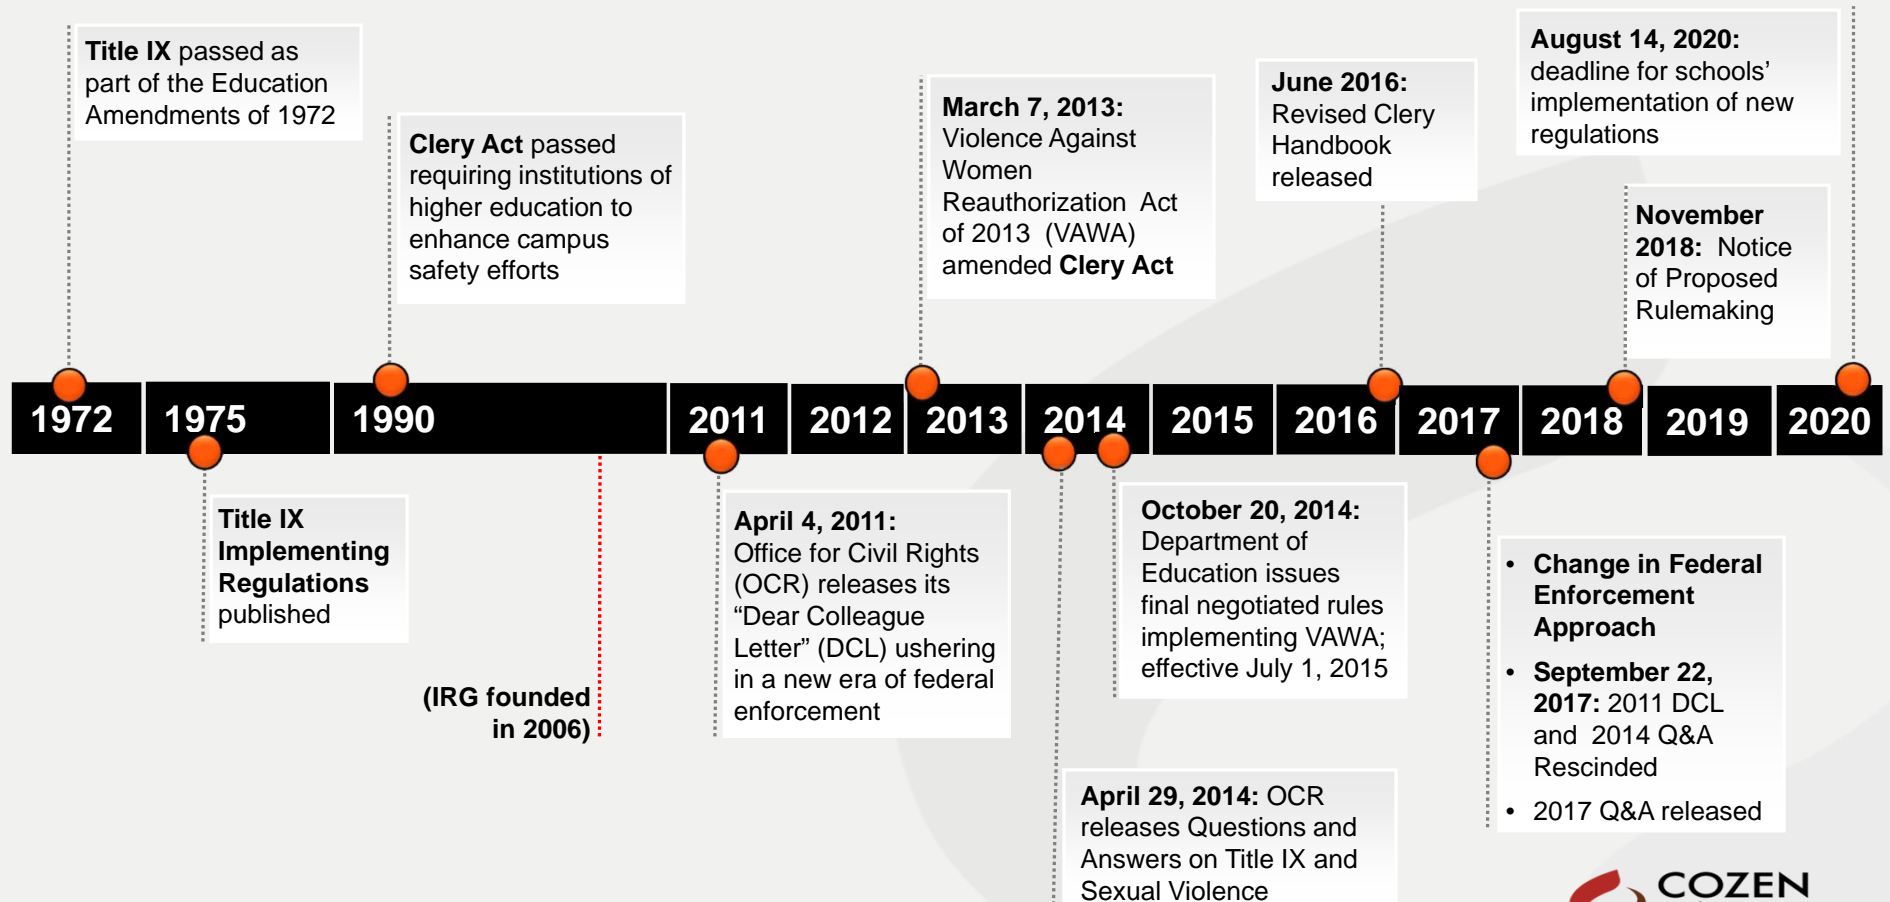 Title IX passed as
part of the Education
Amendments of 1972
Clery Act passed
requiring institutions of
higher education to
enhance campus
safety efforts
March 7, 2013:
Violence Against
Women
Reauthorization Act
of 2013 (VAWA)
amended Clery Act
June 2016:
Revised Clery
Handbook
released
August 14, 2020:
deadline for schools’
implementation of new
regulations
November
2018: Notice
of Proposed
Rulemaking
1972 1975 1990 2011 2012 2013 2014 2015 2016 2017 2018 2019 2020
Title IX
Implementing
Regulations
published
(IRG founded
in 2006)
April 4, 2011:
Office for Civil Rights
(OCR) releases its
“Dear Colleague
Letter” (DCL) ushering
in a new era of federal
enforcement
April 29, 2014: OCR
releases Questions and
Answers on Title IX and
Sexual Violence
October 20, 2014:
Department of
Education issues
final negotiated rules
implementing VAWA;
effective July 1, 2015
• Change in Federal
Enforcement
Approach
• September 22,
2017: 2011 DCL
and 2014 Q&A
Rescinded
• 2017 Q&A released
COZEN